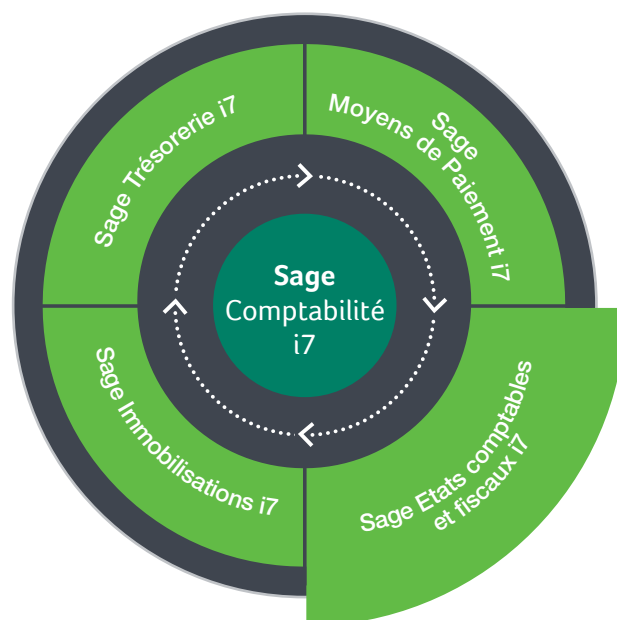 Sage Trésorerie i7
Sage
Moyens de Paiement i7
Sage
Comptabilité
i7
Sage Immobilisations i7
Sage Etats comptables
et fiscaux i7